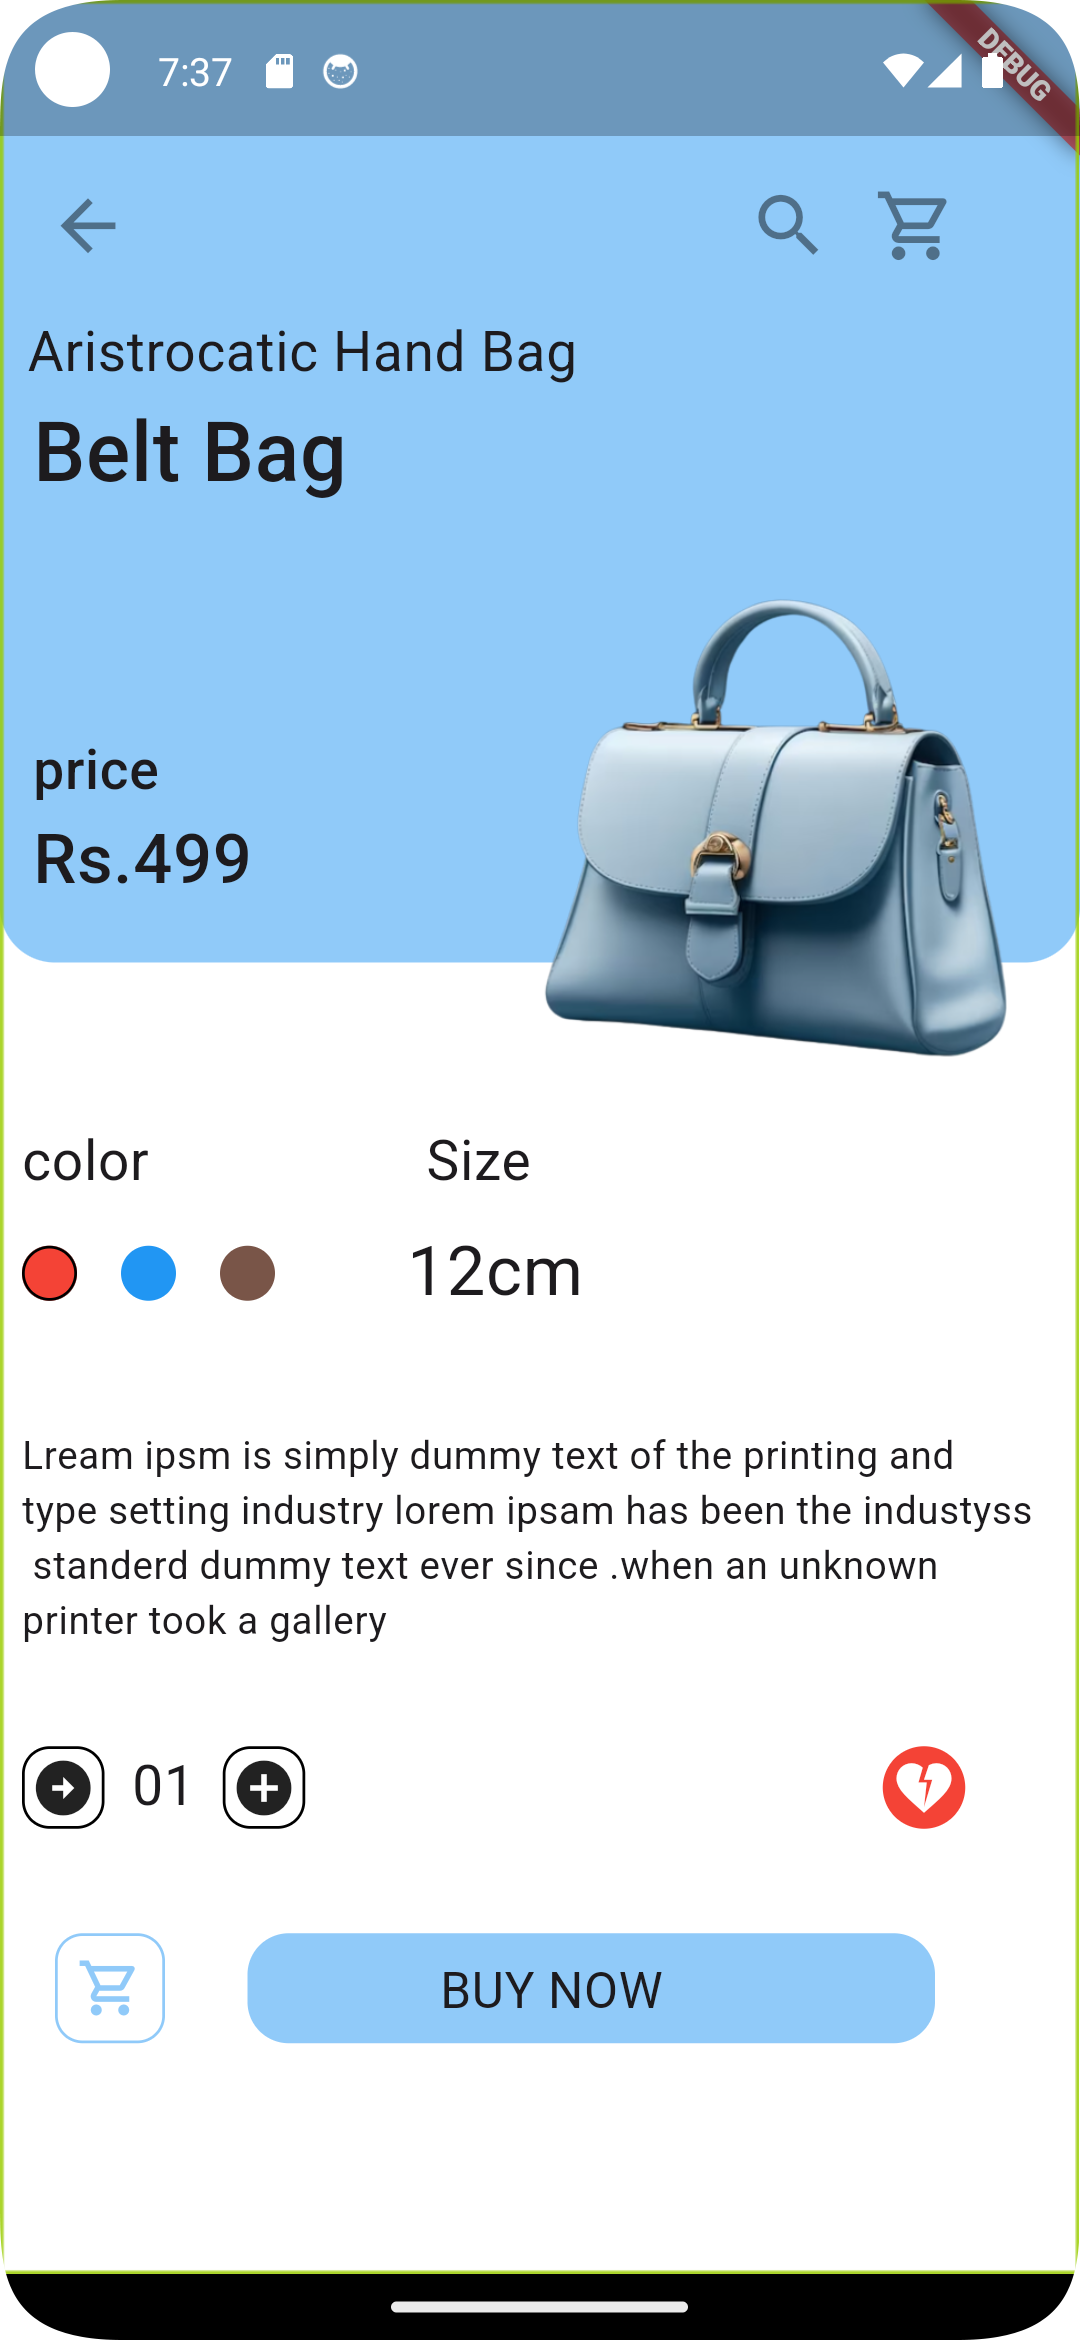 7:37
DEBUG
Aristrocatic Hand Bag
Belt Bag
price
Rs.499
color
Size
12cm
Lream ipsm is simply dummy text of the printing and
type setting industry lorem ipsam has been the industyss
standerd dummy text ever since .when an unknown
printer took a gallery
01
BUY NOW